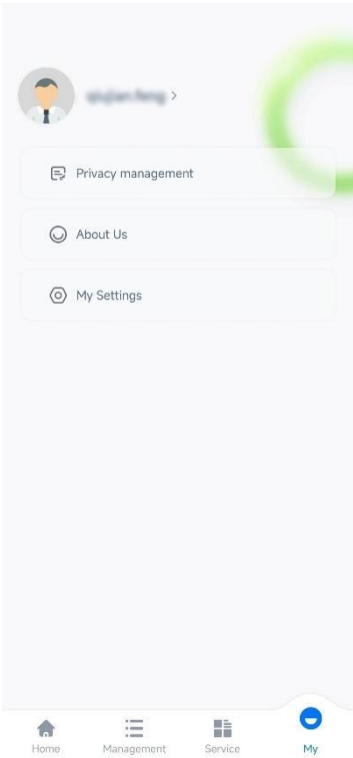 Privacy management
About Us
My Settings
Home
Management
Service
My